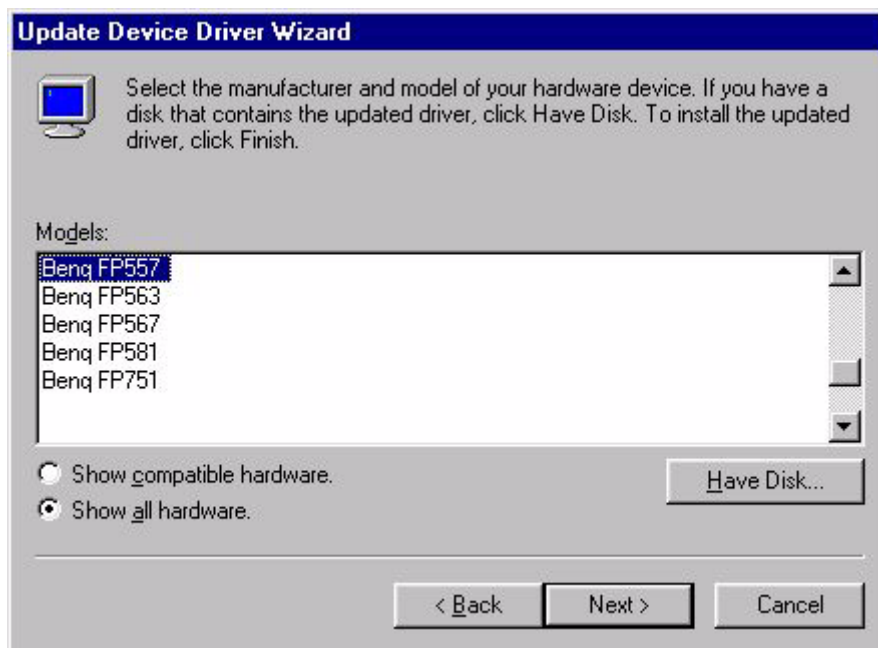 Update Device Driver Wizard
Select the manufacturer and model of your hardware device. If you have a
disk that contains the updated driver, click Have Disk. To install the updated
driver, click Finish.
Models:
Benq FP557
Benq FP563
Benq FP567
Benq FP581
Benq FP751
Show compatible hardware.
Show all hardware.
Have Disk...
< Back
Next >
Cancel